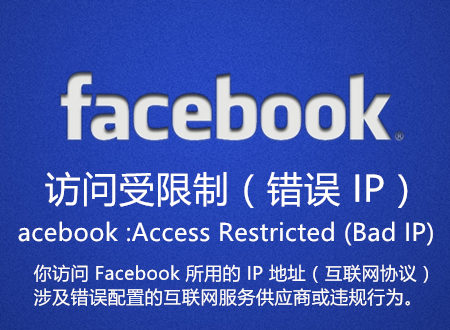 facebook®
访问受限制（错误 IP）
acebook :Access Restricted (Bad IP)
你访问 Facebook 所用的 IP 地址（互联网协议）
涉及错误配置的互联网服务供应商或违规行为。